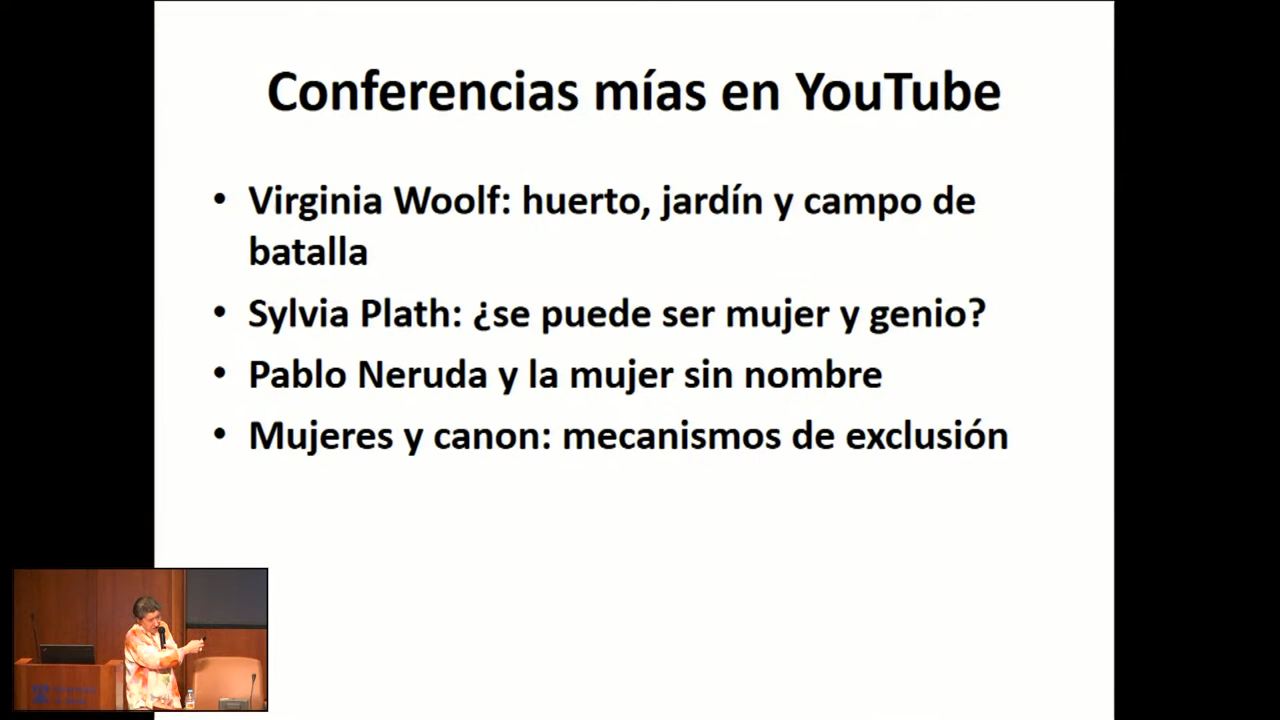 Conferencias mías en YouTube
• Virginia Woolf: huerto, jardín y campo de
batalla
• Sylvia Plath: ¿se puede ser mujer y genio?
• Pablo Neruda y la mujer sin nombre
• Mujeres y canon: mecanismos de exclusión